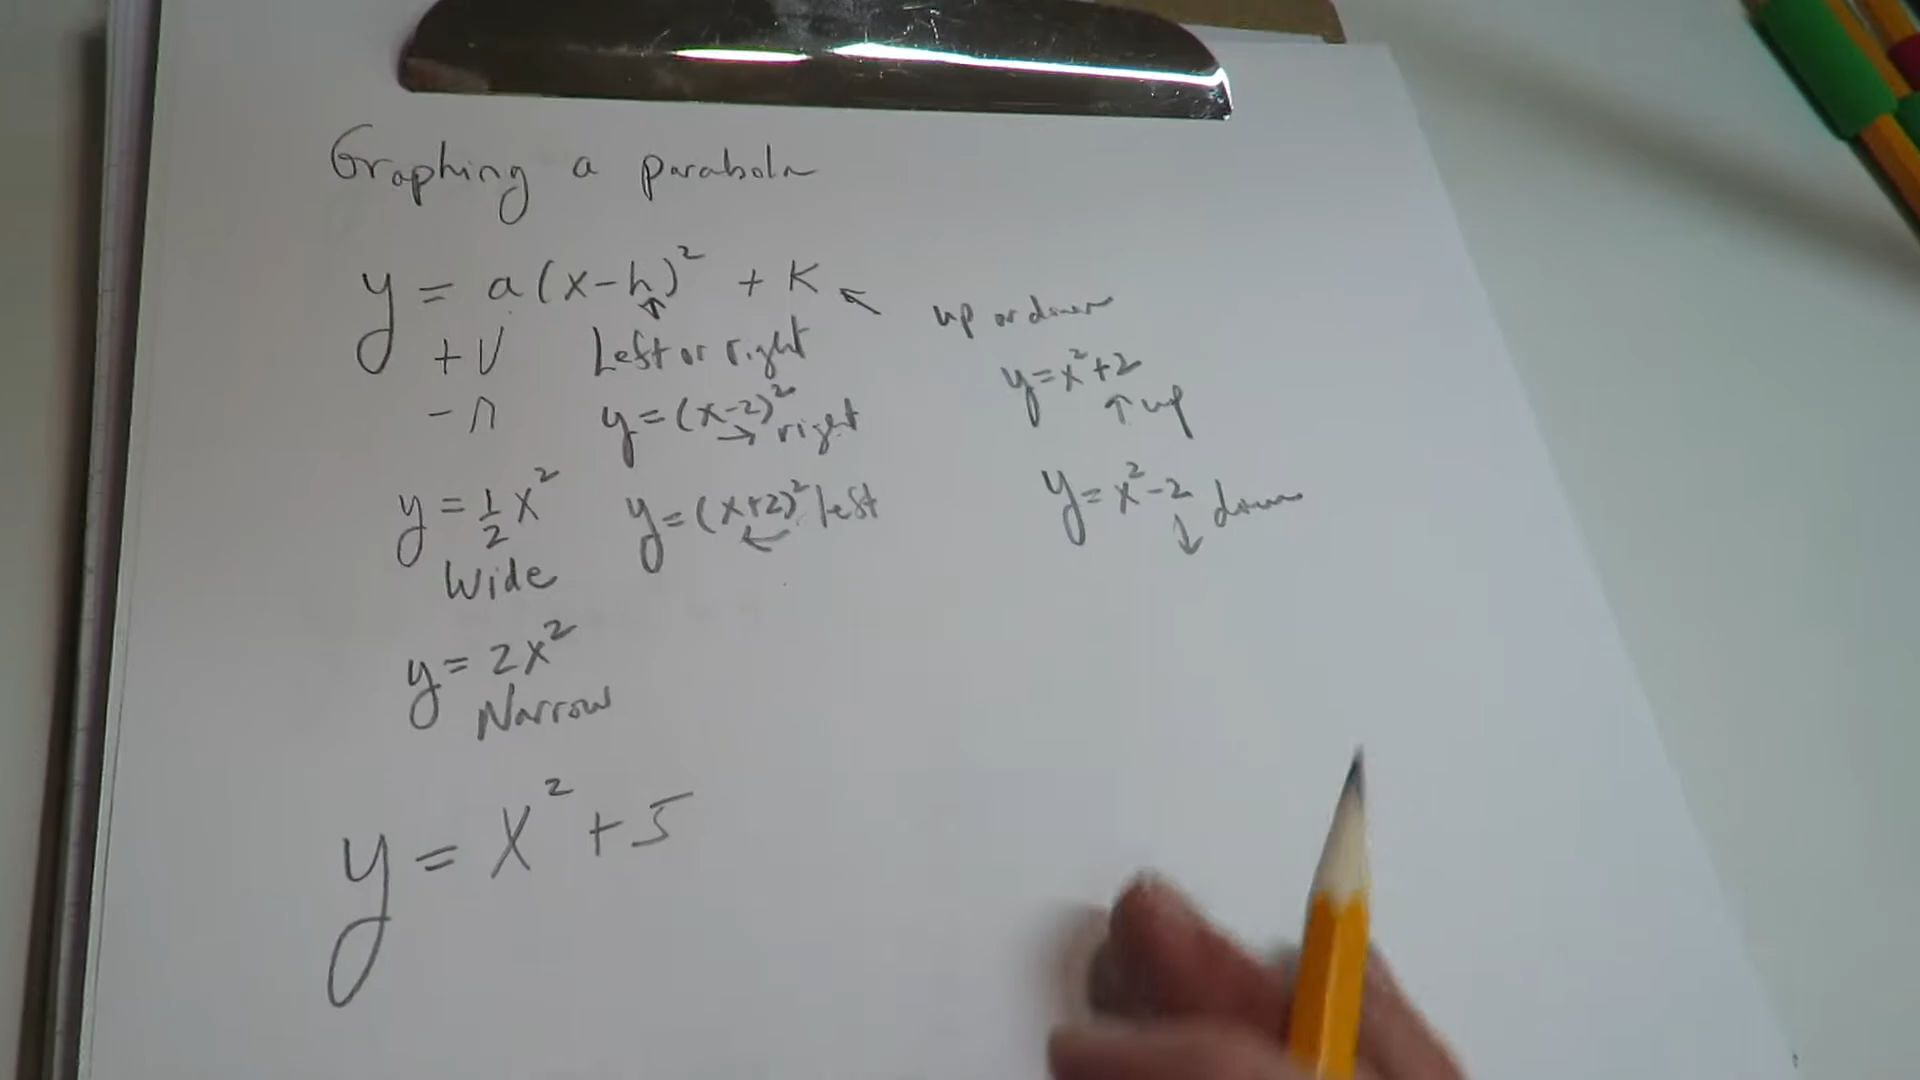 Graphing a parabola
y = a(x-h)² + K ↖ up or down
+ V Left or right
- ∩ y=(x-2)² → right
y = 1/2 x²
Wide
y=(x+2)² left ←
y=x²+2
↑ up
y=x²-2 down
↓
y = 2x²
Narrow
y = x² + 5